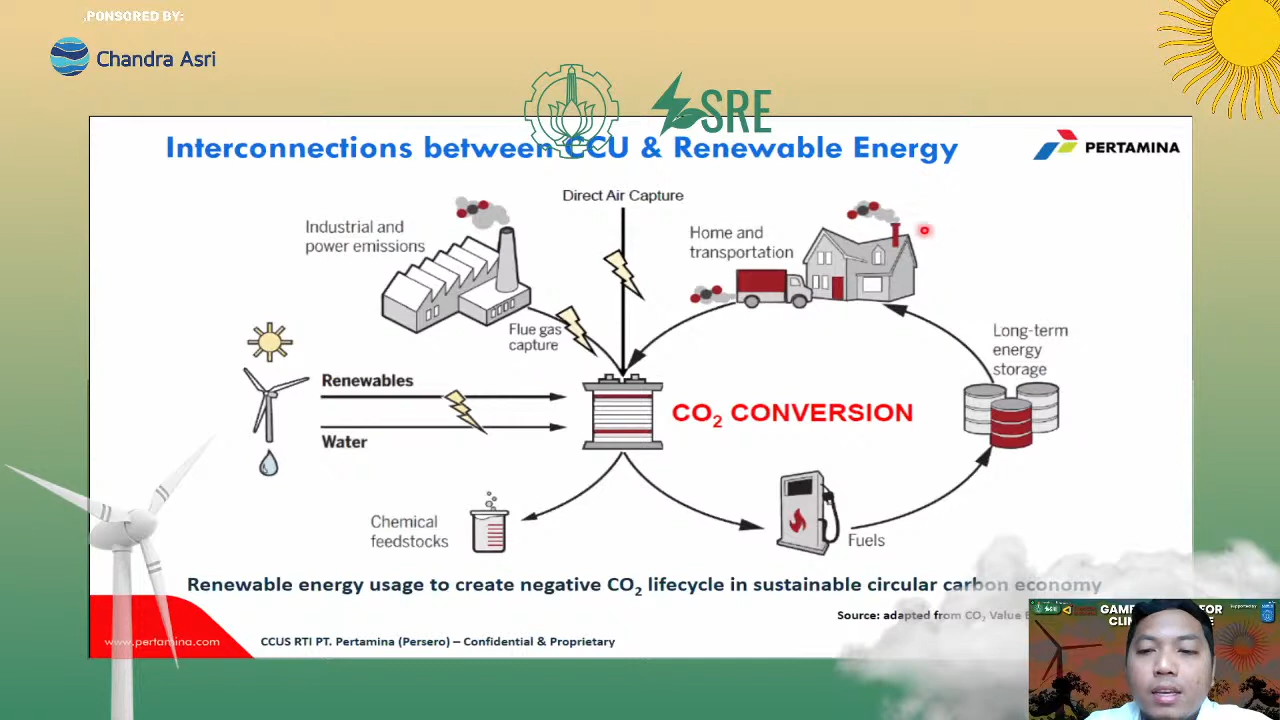 PONSORED BY:
Chandra Asri
SRE
Interconnections between CCU & Renewable Energy
PERTAMINA
Direct Air Capture
Industrial and
power emissions
Home and
transportation
Flue gas
capture
Long-term
energy
storage
Renewables
Water
CO₂ CONVERSION
Chemical
feedstocks
Fuels
Renewable energy usage to create negative CO₂ lifecycle in sustainable circular carbon economy
Source: adapted from CO₂ Value
www.pertamina.com
CCUS RTI PT. Pertamina (Persero) – Confidential & Proprietary
SRE